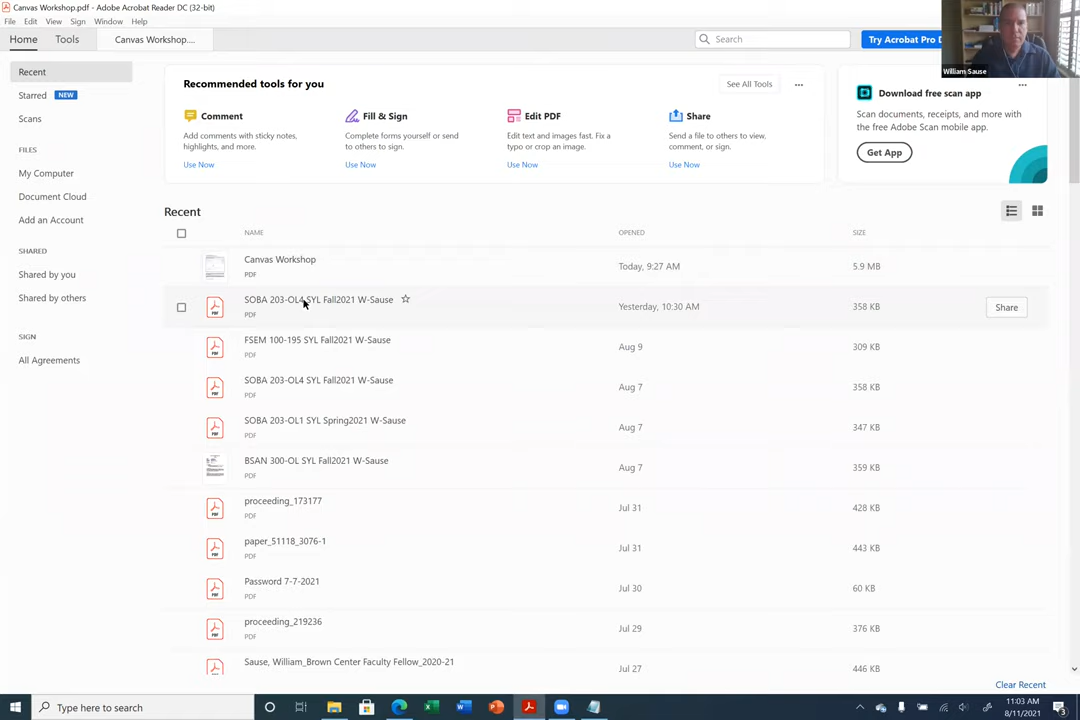 Canvas Workshop.pdf - Adobe Acrobat Reader DC (32-bit)
File Edit View Sign Window Help
Home Tools Canvas Workshop.... Search Try Acrobat Pro D
William Sause
Recent
Starred NEW
Scans
FILES
My Computer
Document Cloud
Add an Account
SHARED
Shared by you
Shared by others
SIGN
All Agreements
Recommended tools for you
See All Tools
Comment
Add comments with sticky notes,
highlights, and more.
Use Now
Fill & Sign
Complete forms yourself or send
to others to sign.
Use Now
Edit PDF
Edit text and images fast. Fix a
typo or crop an image.
Use Now
Share
Send a file to others to view,
comment, or sign.
Use Now
Download free scan app
Scan documents, receipts, and more with
the free Adobe Scan mobile app.
Get App
Recent
NAME OPENED SIZE
Canvas Workshop
PDF
Today, 9:27 AM 5.9 MB
SOBA 203-OL4 SYL Fall2021 W-Sause
PDF
Yesterday, 10:30 AM 358 KB Share
FSEM 100-195 SYL Fall2021 W-Sause
PDF
Aug 9 309 KB
SOBA 203-OL4 SYL Fall2021 W-Sause
PDF
Aug 7 358 KB
SOBA 203-OL1 SYL Spring2021 W-Sause
PDF
Aug 7 347 KB
BSAN 300-OL SYL Fall2021 W-Sause
PDF
Aug 7 359 KB
proceeding_173177
PDF
Jul 31 428 KB
paper_51118_3076-1
PDF
Jul 31 443 KB
Password 7-7-2021
PDF
Jul 30 60 KB
proceeding_219236
PDF
Jul 29 376 KB
Sause, William_Brown Center Faculty Fellow_2020-21
Jul 27 446 KB
Clear Recent
Type here to search
11:03 AM
8/11/2021
3